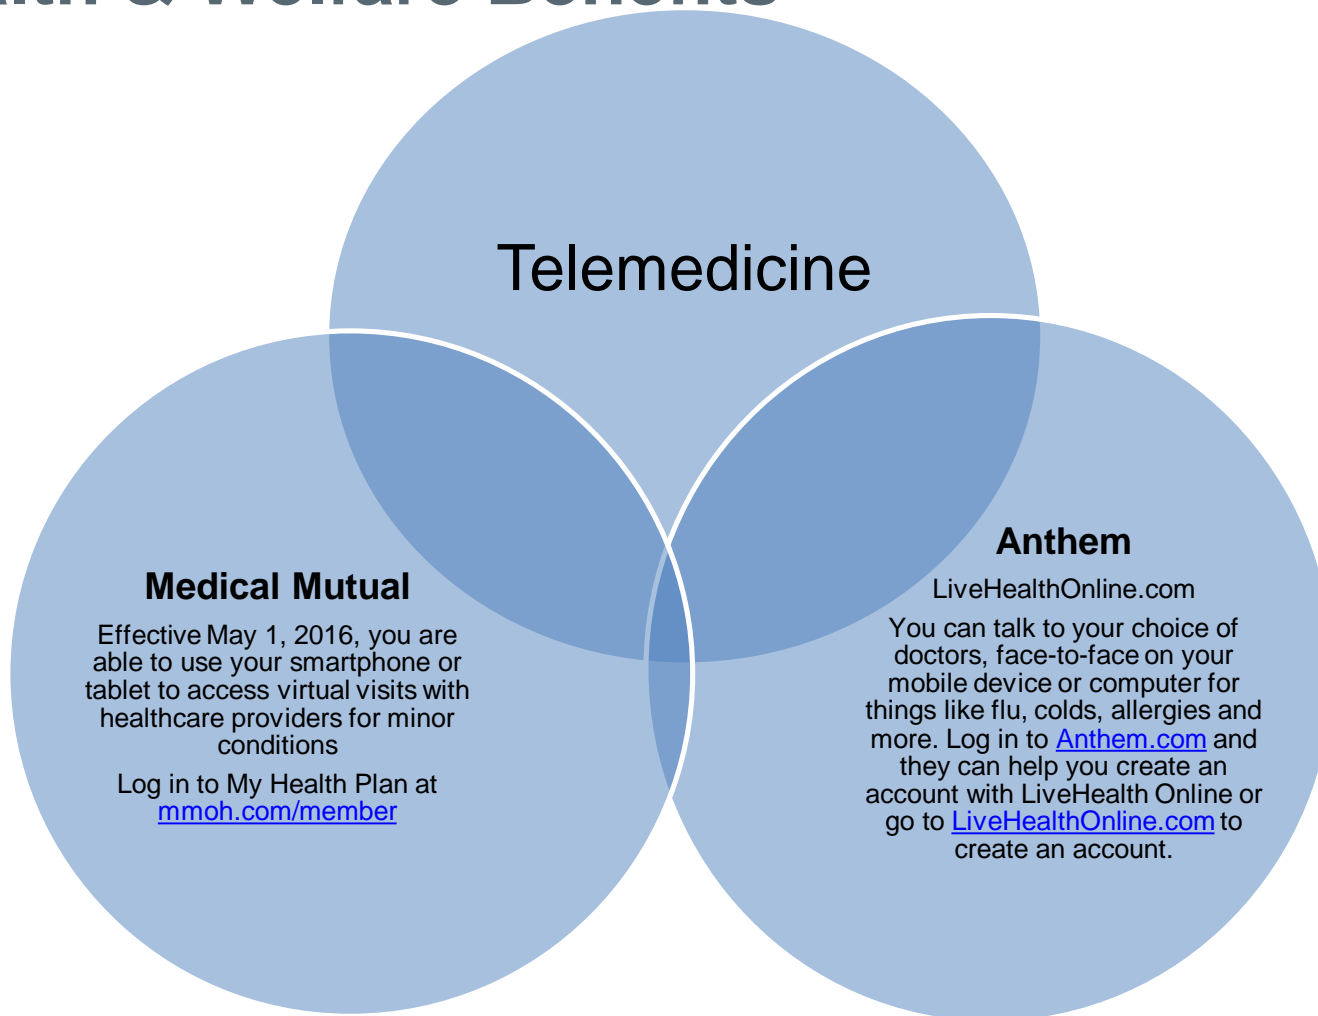 & Welfare Benefits
Telemedicine
Medical Mutual
Effective May 1, 2016, you are
able to use your smartphone or
tablet to access virtual visits with
healthcare providers for minor
conditions
Log in to My Health Plan at
mmoh.com/member
Anthem
LiveHealthOnline.com
You can talk to your choice of
doctors, face-to-face on your
mobile device or computer for
things like flu, colds, allergies and
more. Log in to Anthem.com and
they can help you create an
account with LiveHealth Online or
go to LiveHealthOnline.com to
create an account.